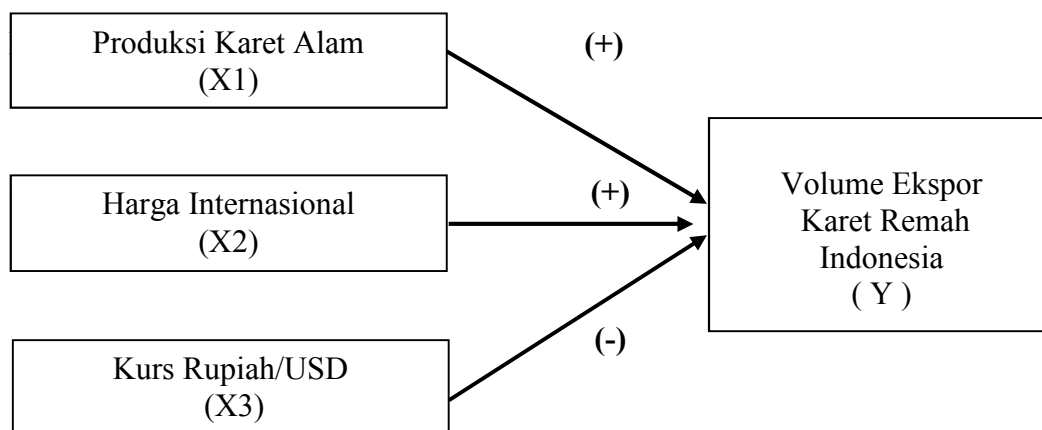 Produksi Karet Alam
(X1)
(+)
Harga Internasional
(X2)
(+)
Volume Ekspor
Karet Remah
Indonesia
( Y )
Kurs Rupiah/USD
(X3)
(-)